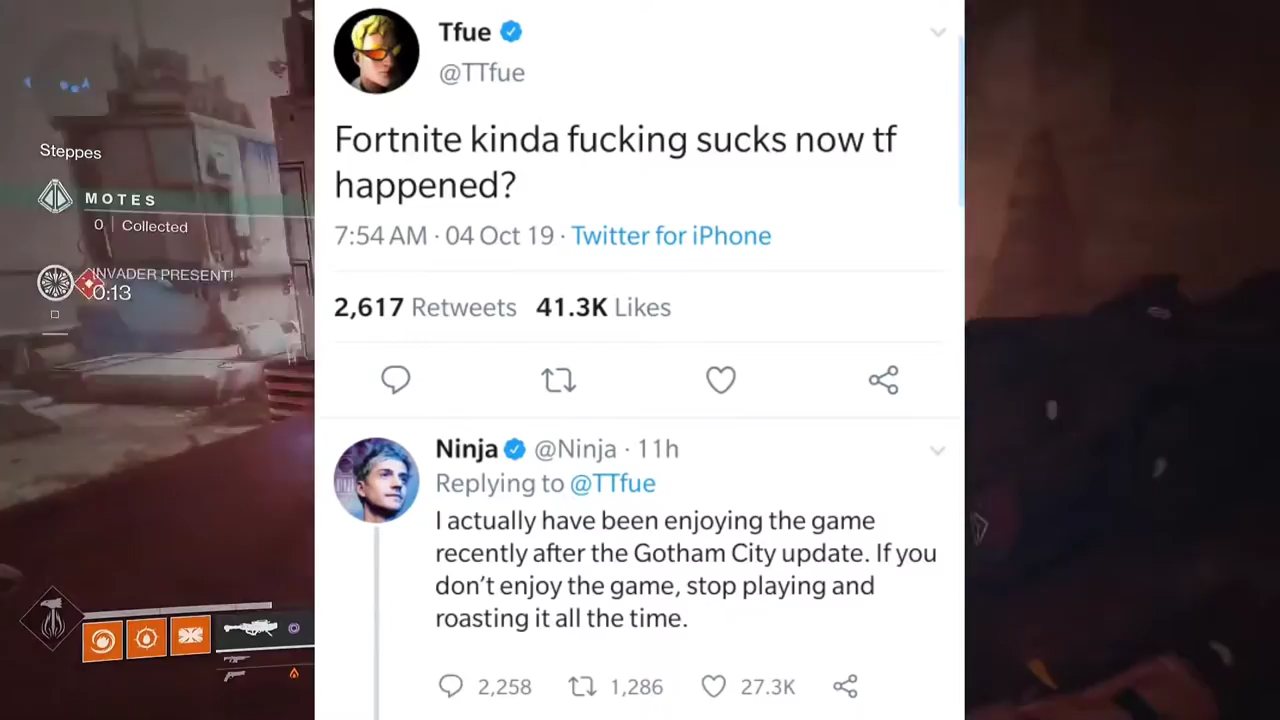 Tfue
@TTfue
Fortnite kinda fucking sucks now tf
happened?
7:54 AM · 04 Oct 19 · Twitter for iPhone
2,617 Retweets 41.3K Likes
Ninja @Ninja · 11h
Replying to @TTfue
I actually have been enjoying the game
recently after the Gotham City update. If you
don't enjoy the game, stop playing and
roasting it all the time.
2,258 1,286 27.3K
Steppes
MOTES
0 | Collected
INVADER PRESENT!
0:13